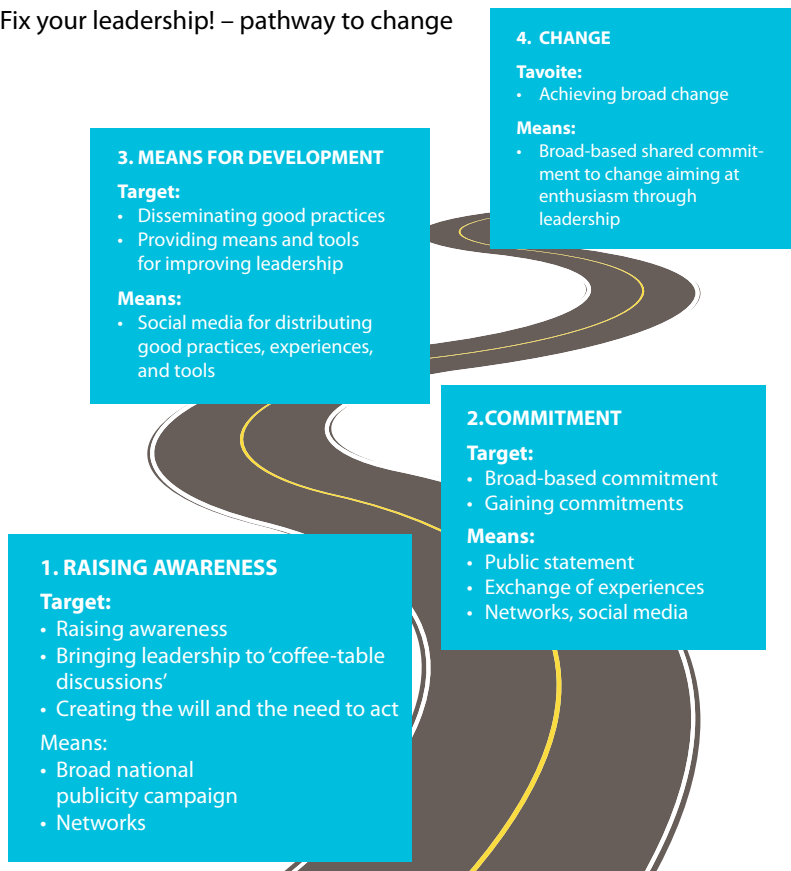 Fix your leadership! – pathway to change
4. CHANGE
Tavoite:
• Achieving broad change
Means:
• Broad-based shared commit-
ment to change aiming at
enthusiasm through
leadership
3. MEANS FOR DEVELOPMENT
Target:
• Disseminating good practices
• Providing means and tools
for improving leadership
Means:
• Social media for distributing
good practices, experiences,
and tools
2.COMMITMENT
Target:
• Broad-based commitment
• Gaining commitments
Means:
• Public statement
• Exchange of experiences
• Networks, social media
1. RAISING AWARENESS
Target:
• Raising awareness
• Bringing leadership to ‘coffee-table
discussions’
• Creating the will and the need to act
Means:
• Broad national
publicity campaign
• Networks